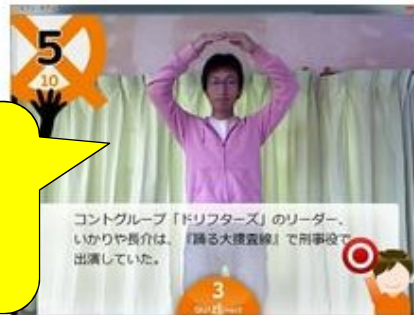 5
10
コントグループ「ドリフターズ」のリーダー、
いかりや長介は、『踊る大捜査線』で刑事役で
出演していた。
3